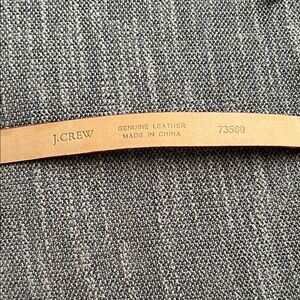 J.CREW
GENUINE LEATHER
MADE IN CHINA
73569